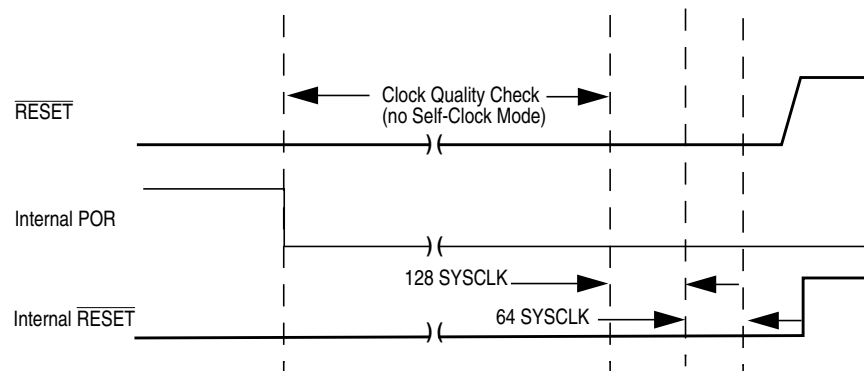 Clock Quality Check
(no Self-Clock Mode)
RESET
Internal POR
128 SYSCLK
64 SYSCLK
Internal RESET